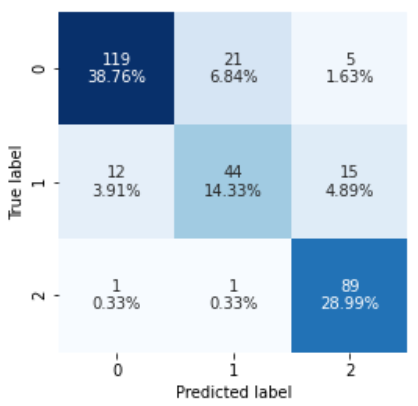 119 21 5
0 38.76% 6.84% 1.63%
12 44 15
1 3.91% 14.33% 4.89%
1 1 89
2 0.33% 0.33% 28.99%
0 1 2
True label
Predicted label